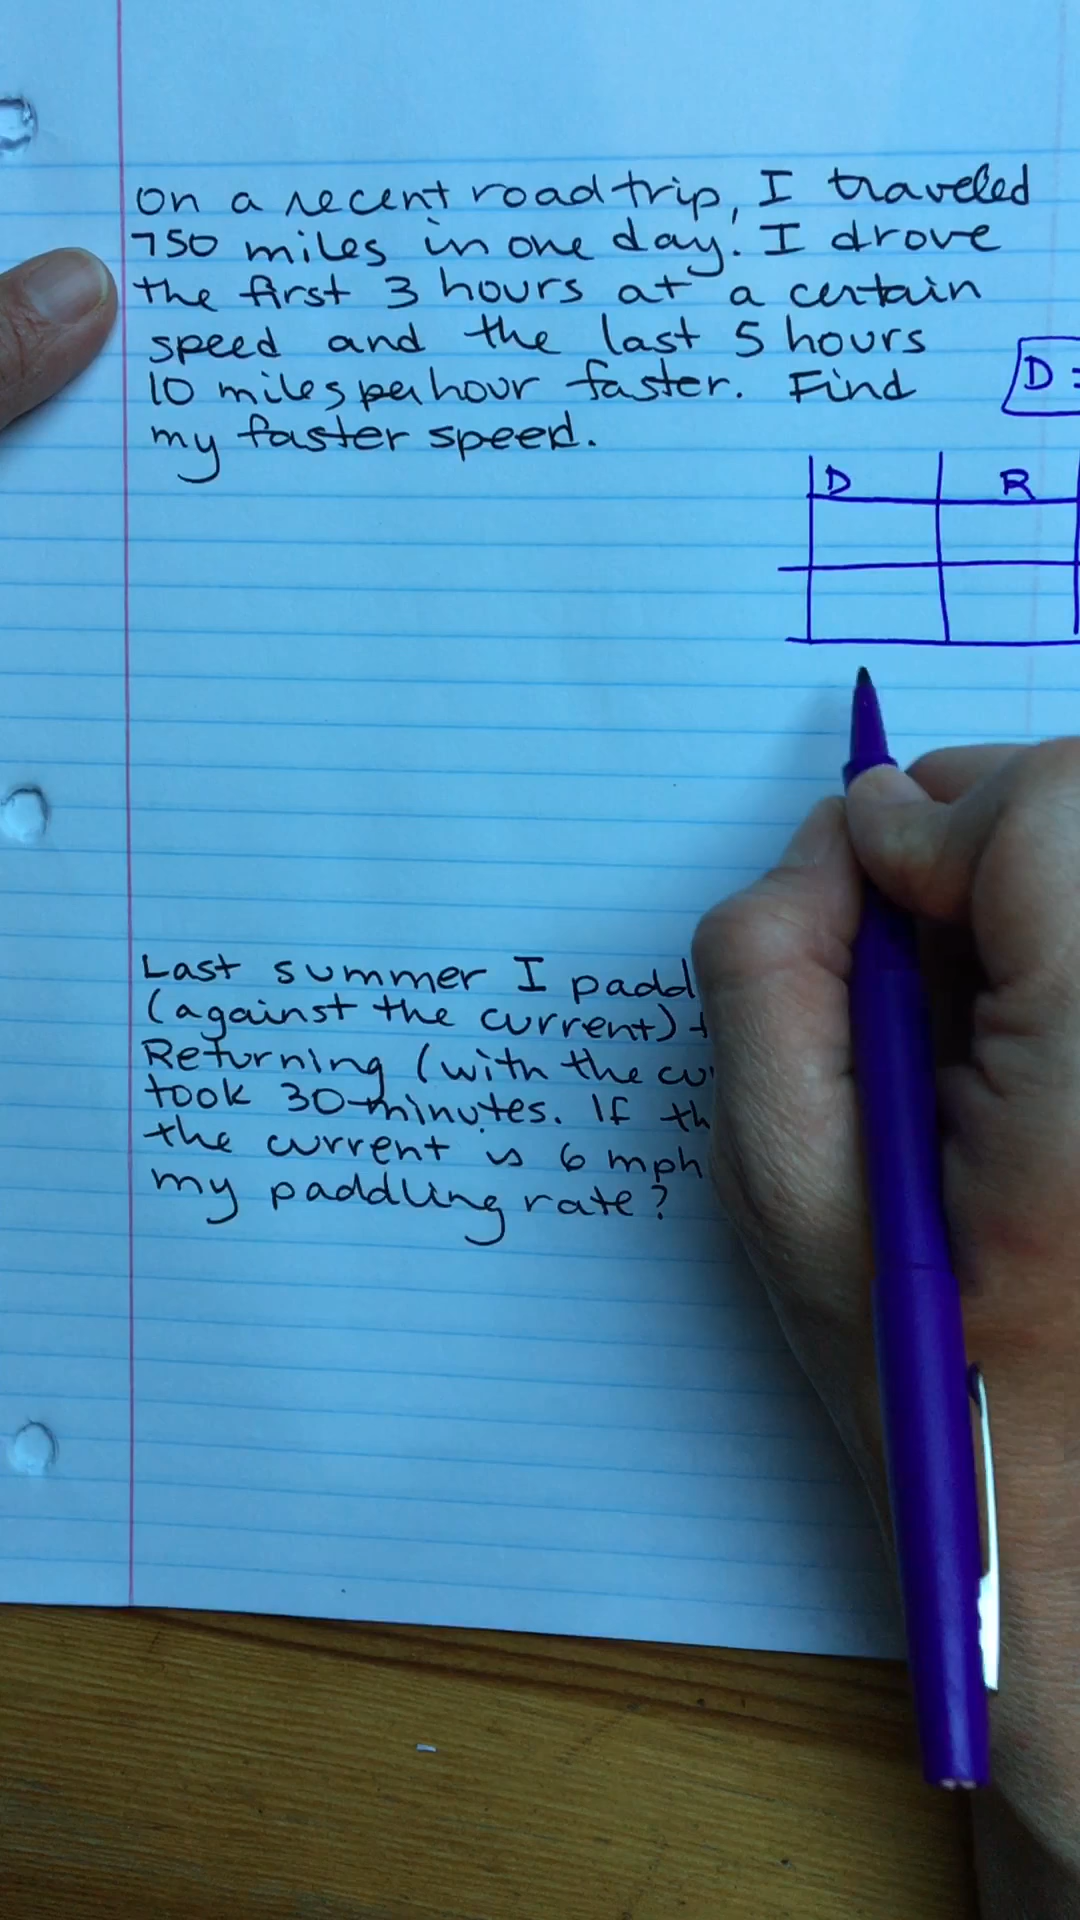 On a recent road trip, I traveled
750 miles in one day. I drove
the first 3 hours at a certain
speed and the last 5 hours
10 miles per hour faster. Find
my faster speed.
D =
D R
Last summer I padd
(against the current)
Returning (with the
took 30 minutes. If th
the current is 6 mph
my paddling rate?